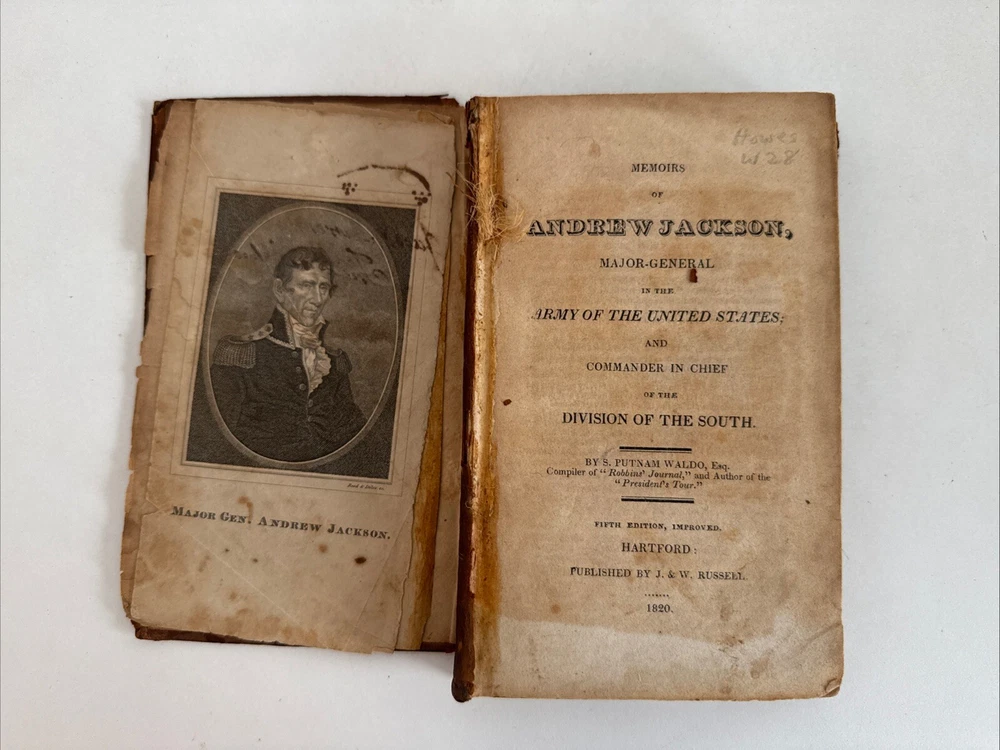 MAJOR GEN. ANDREW JACKSON.
Howes
W28
MEMOIRS
OF
ANDREW JACKSON,
MAJOR-GENERAL
IN THE
ARMY OF THE UNITED STATES;
AND
COMMANDER IN CHIEF
OF THE
DIVISION OF THE SOUTH.
BY S. PUTNAM WALDO, Esq.
Compiler of "Robbins' Journal," and Author of the
"President's Tour."
FIFTH EDITION, IMPROVED.
HARTFORD:
PUBLISHED BY J. & W. RUSSELL.
1820.